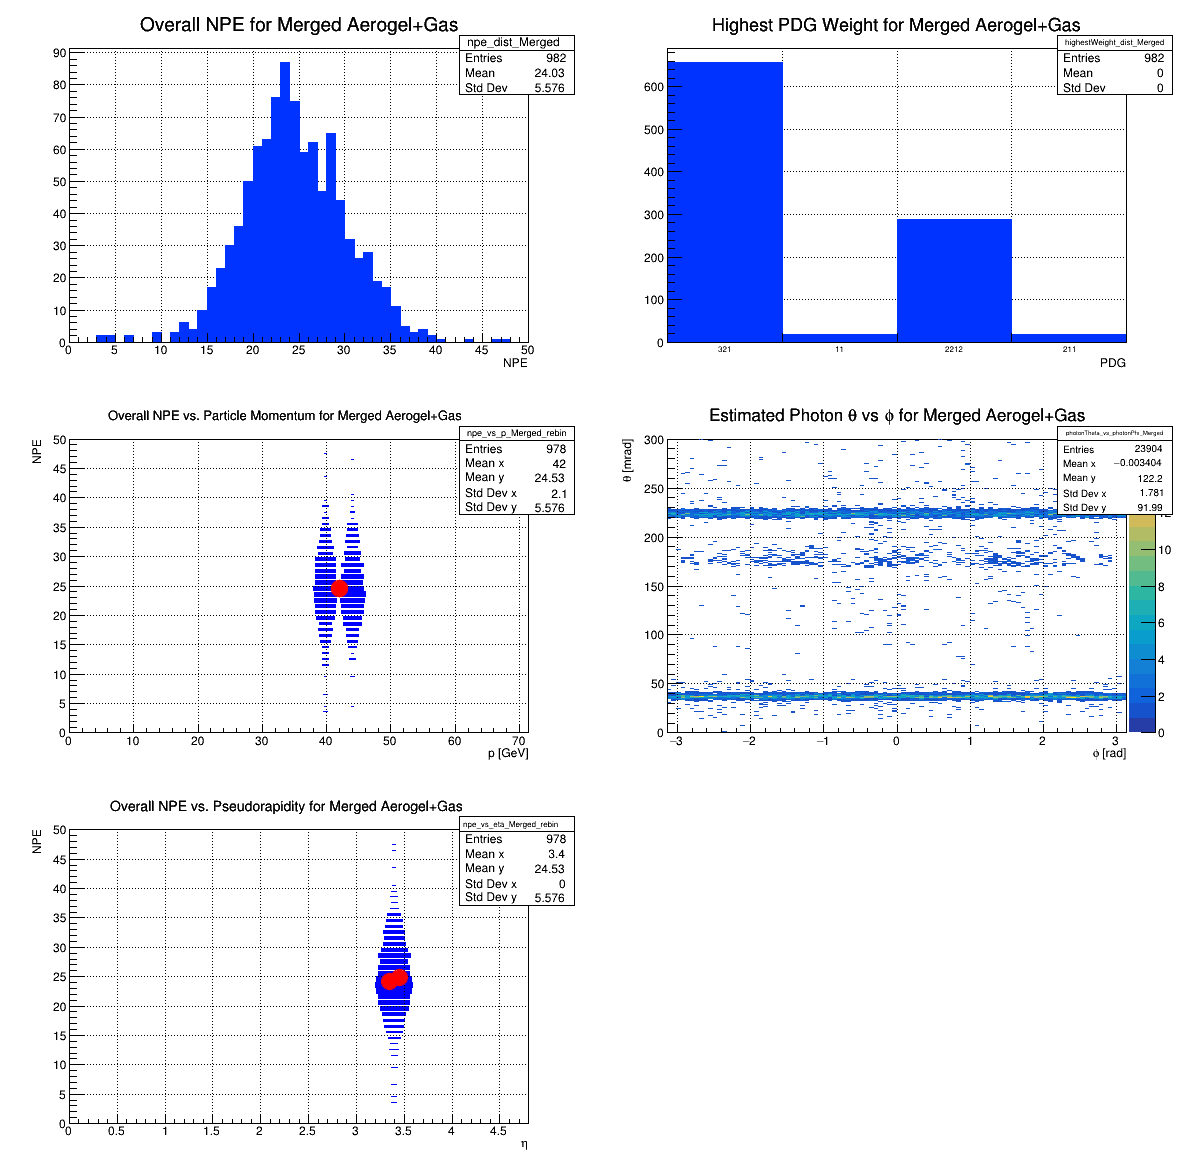 Overall NPE for Merged Aerogel+Gas
npe_dist_Merged
Entries 982
Mean 24.03
Std Dev 5.576
90
80
70
60
50
40
30
20
10
0
0 5 10 15 20 25 30 35 40 45 50
NPE
Highest PDG Weight for Merged Aerogel+Gas
highestWeight_dist_Merged
Entries 982
Mean 0
Std Dev 0
600
500
400
300
200
100
0
321 11 2212 211
PDG
Overall NPE vs. Particle Momentum for Merged Aerogel+Gas
npe_vs_p_Merged_rebin
Entries 978
Mean x 42
Mean y 24.53
Std Dev x 2.1
Std Dev y 5.576
NPE
50
45
40
35
30
25
20
15
10
5
0
0 10 20 30 40 50 60 70
p [GeV]
Estimated Photon θ vs ϕ for Merged Aerogel+Gas
photonTheta_vs_photonPhi_Merged
Entries 23904
Mean x −0.003404
Mean y 122.2
Std Dev x 1.781
Std Dev y 91.99
θ [mrad]
300
250
200
150
100
50
0
−3 −2 −1 0 1 2 3
ϕ [rad]
10
8
6
4
2
0
Overall NPE vs. Pseudorapidity for Merged Aerogel+Gas
npe_vs_eta_Merged_rebin
Entries 978
Mean x 3.4
Mean y 24.53
Std Dev x 0
Std Dev y 5.576
NPE
50
45
40
35
30
25
20
15
10
5
0
0 0.5 1 1.5 2 2.5 3 3.5 4 4.5
η